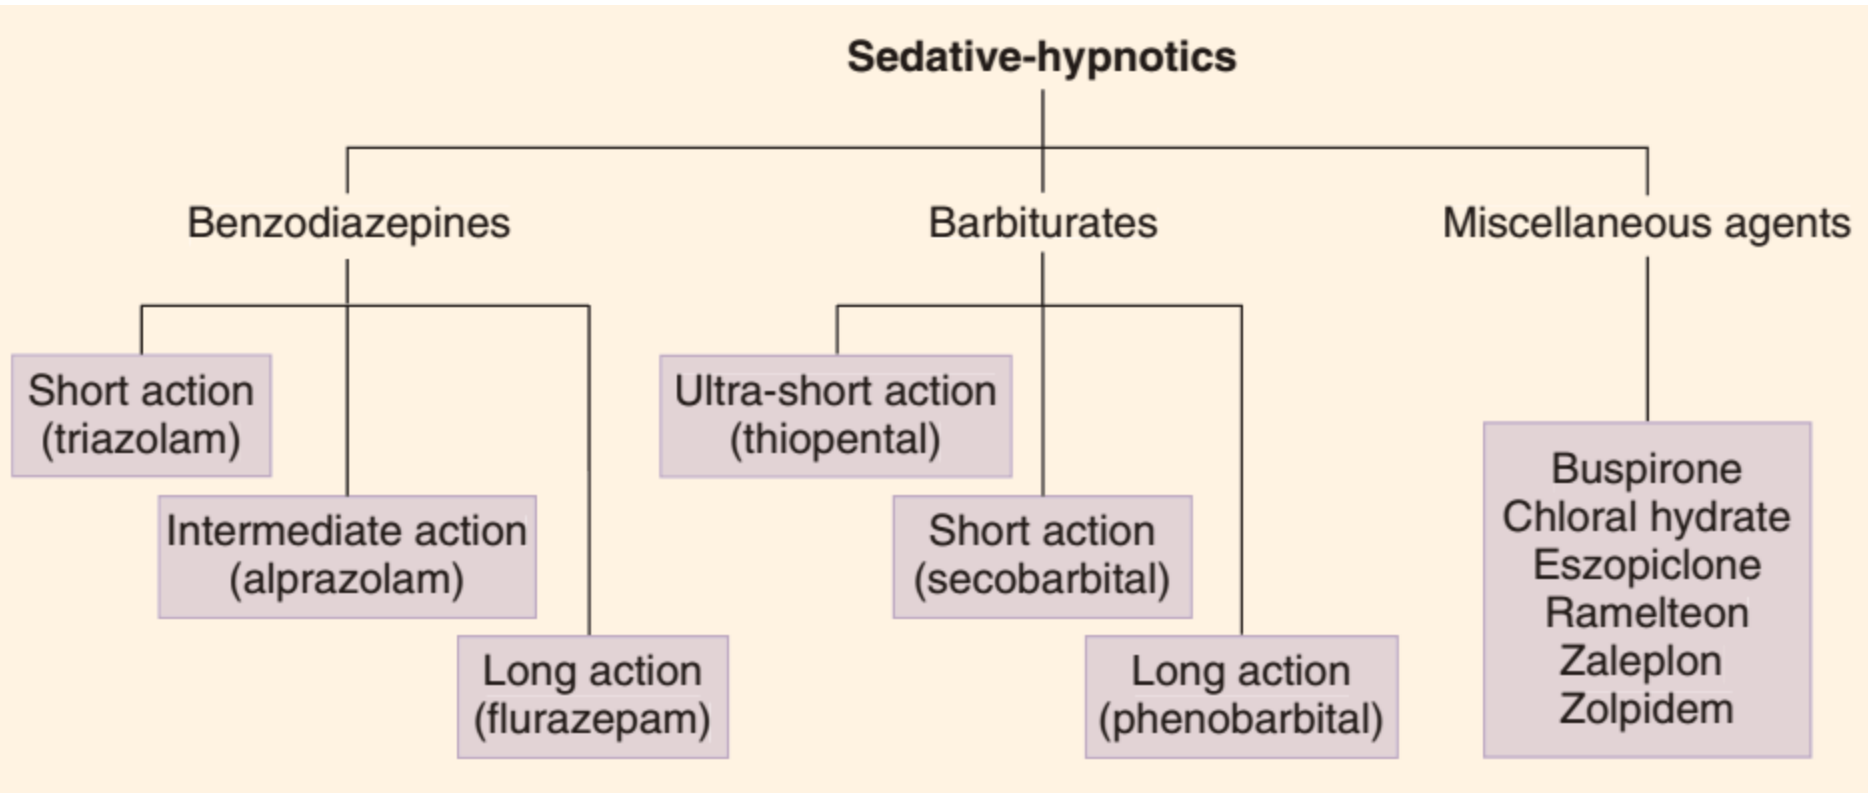 Sedative-hypnotics
Benzodiazepines
Barbiturates
Miscellaneous agents
Short action
(triazolam)
Intermediate action
(alprazolam)
Long action
(flurazepam)
Ultra-short action
(thiopental)
Short action
(secobarbital)
Long action
(phenobarbital)
Buspirone
Chloral hydrate
Eszopiclone
Ramelteon
Zaleplon
Zolpidem